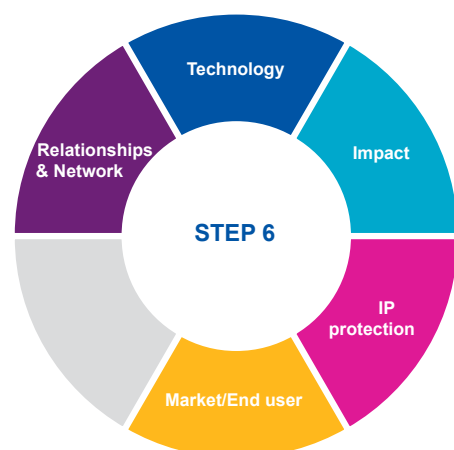 Technology
Relationships
& Network
Impact
STEP 6
IP
protection
Market/End user